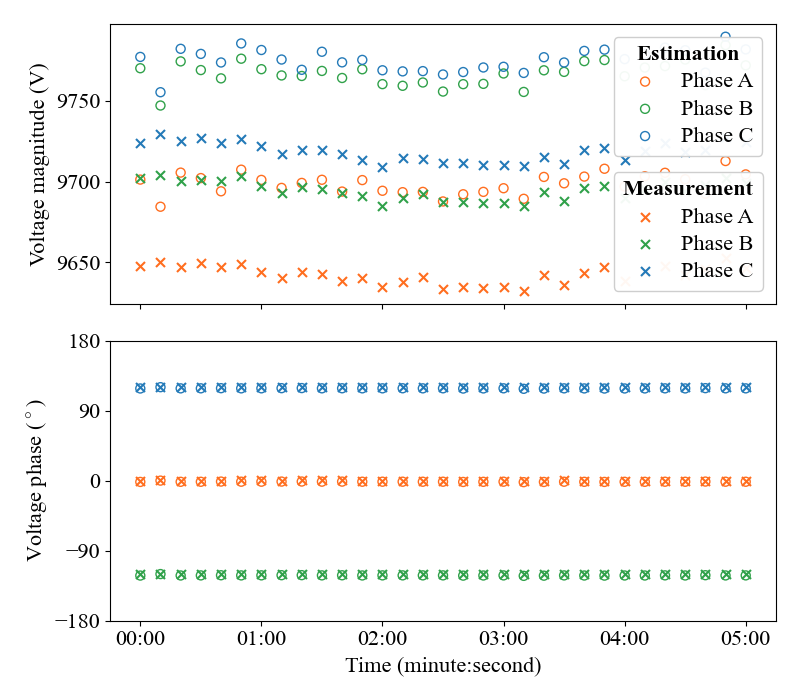 Voltage magnitude (V)
9750
9700
9650
Estimation
Phase A
Phase B
Phase C
Measurement
Phase A
Phase B
Phase C
Voltage phase (°)
180
90
0
−90
−180
00:00 01:00 02:00 03:00 04:00 05:00
Time (minute:second)